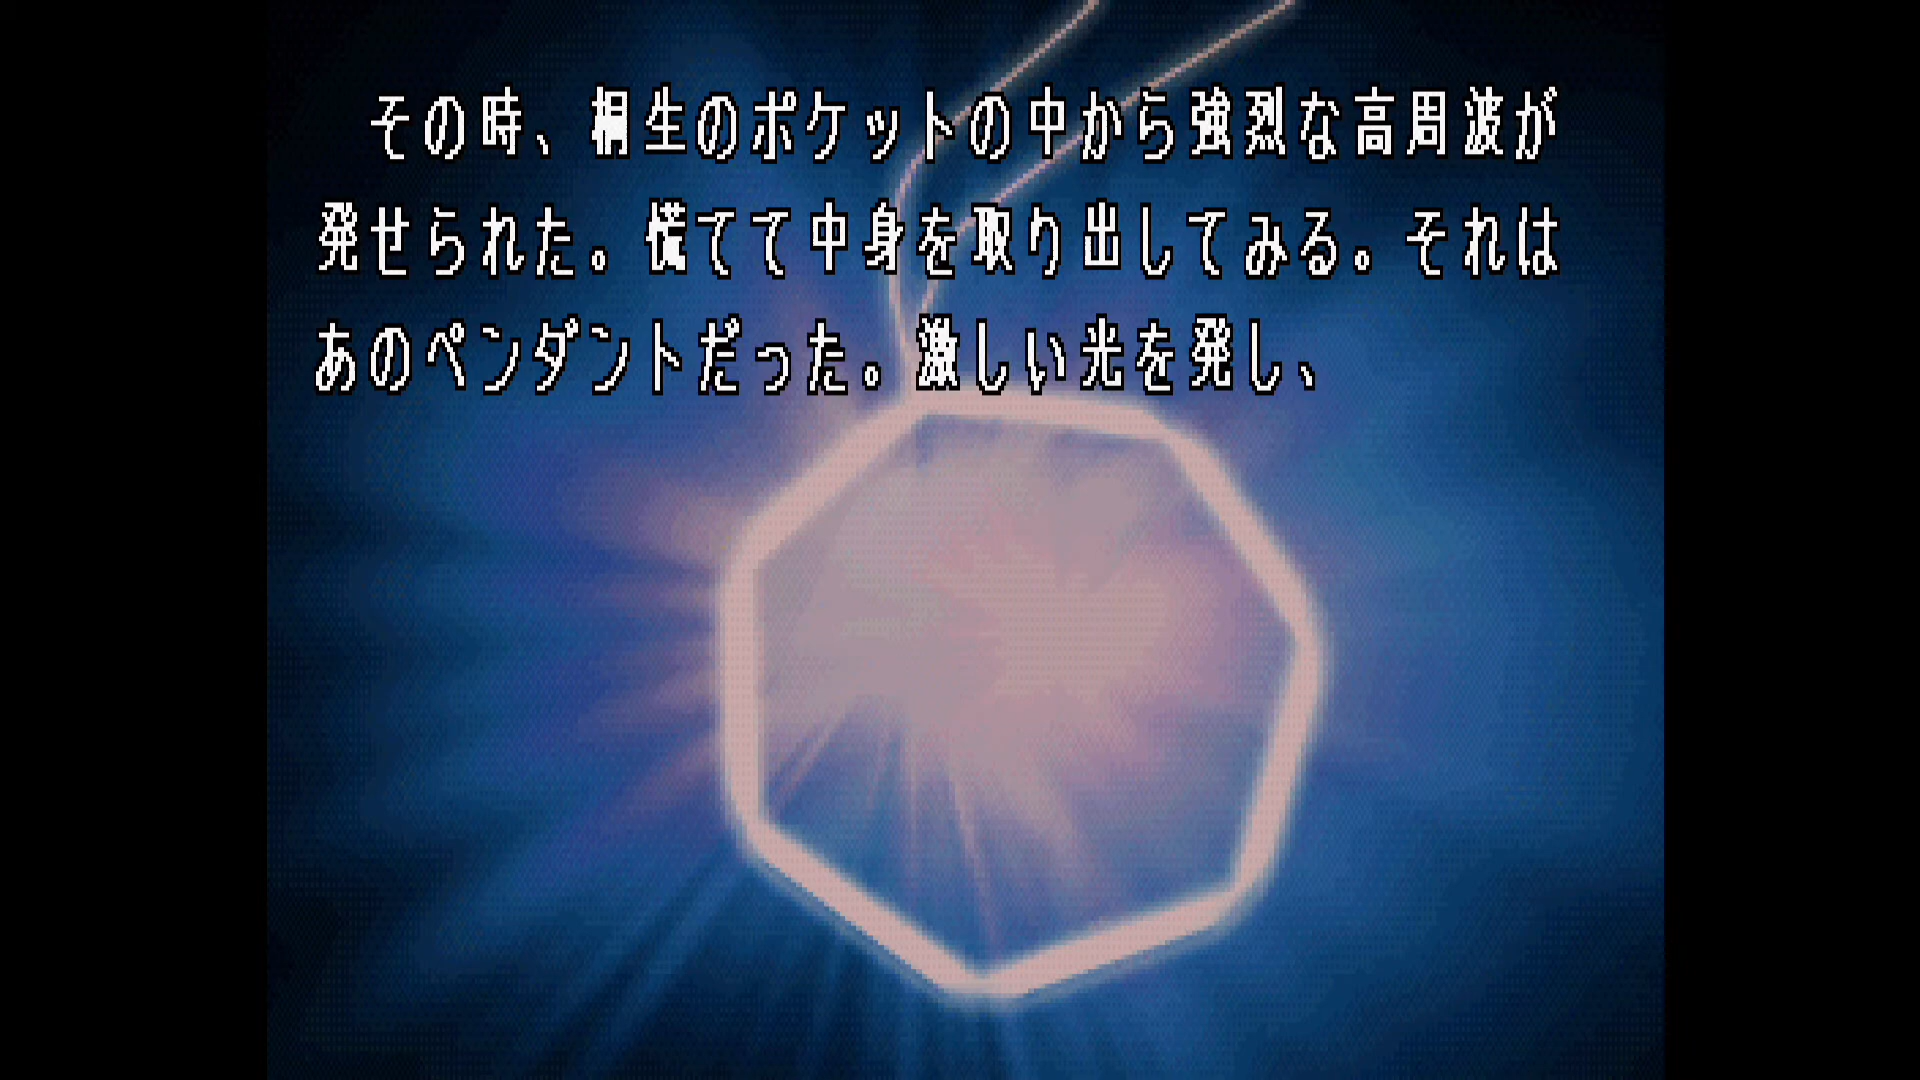 その時、桐生のポケットの中から強烈な高周波が
発せられた。慌てて中身を取り出してみる。それは
あのペンダントだった。激しい光を発し、